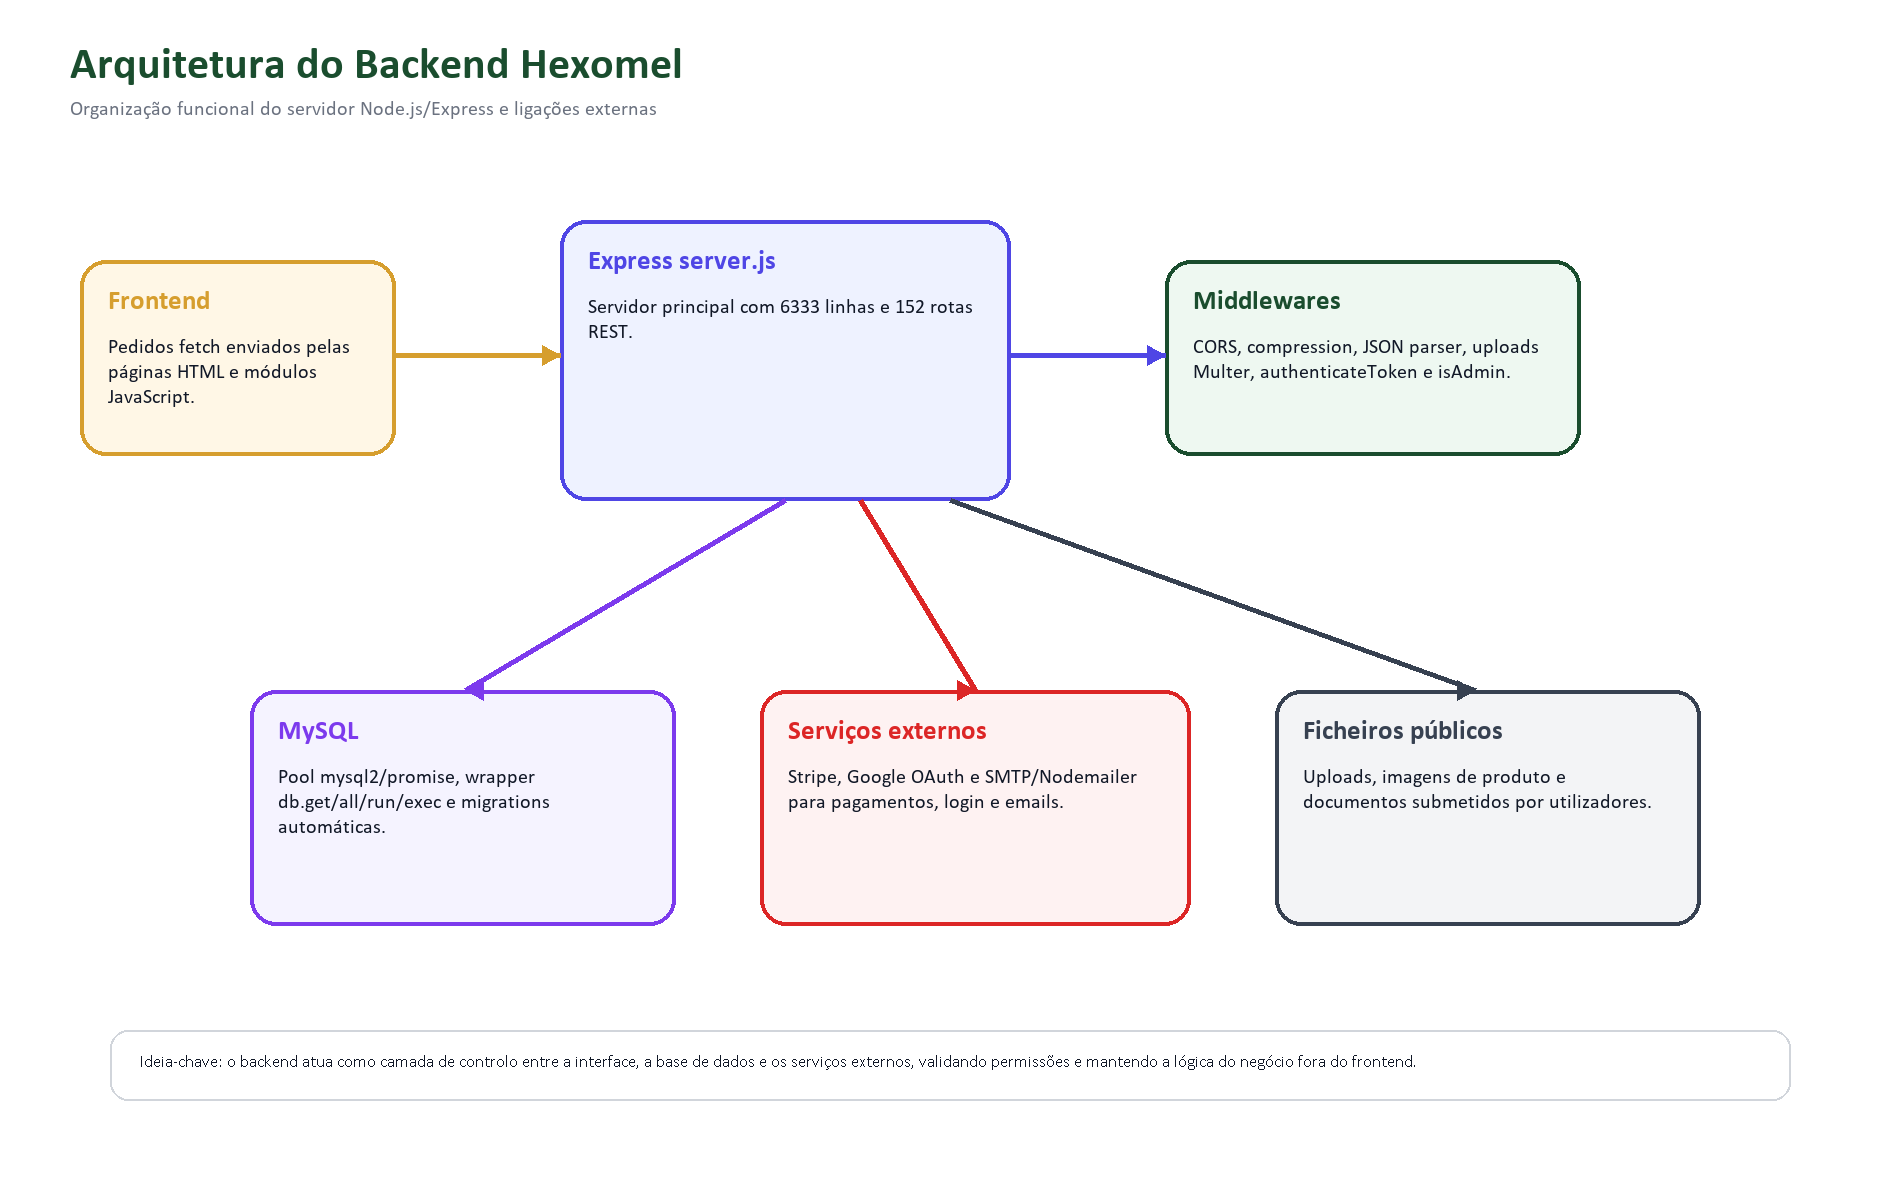 Arquitetura do Backend Hexomel
Organização funcional do servidor Node.js/Express e ligações externas
Frontend
Pedidos fetch enviados pelas
páginas HTML e módulos
JavaScript.
Express server.js
Servidor principal com 6333 linhas e 152 rotas
REST.
Middlewares
CORS, compression, JSON parser, uploads
Multer, authenticateToken e isAdmin.
MySQL
Pool mysql2/promise, wrapper
db.get/all/run/exec e migrations
automáticas.
Serviços externos
Stripe, Google OAuth e SMTP/Nodemailer
para pagamentos, login e emails.
Ficheiros públicos
Uploads, imagens de produto e
documentos submetidos por utilizadores.
Ideia-chave: o backend atua como camada de controlo entre a interface, a base de dados e os serviços externos, validando permissões e mantendo a lógica do negócio fora do frontend.